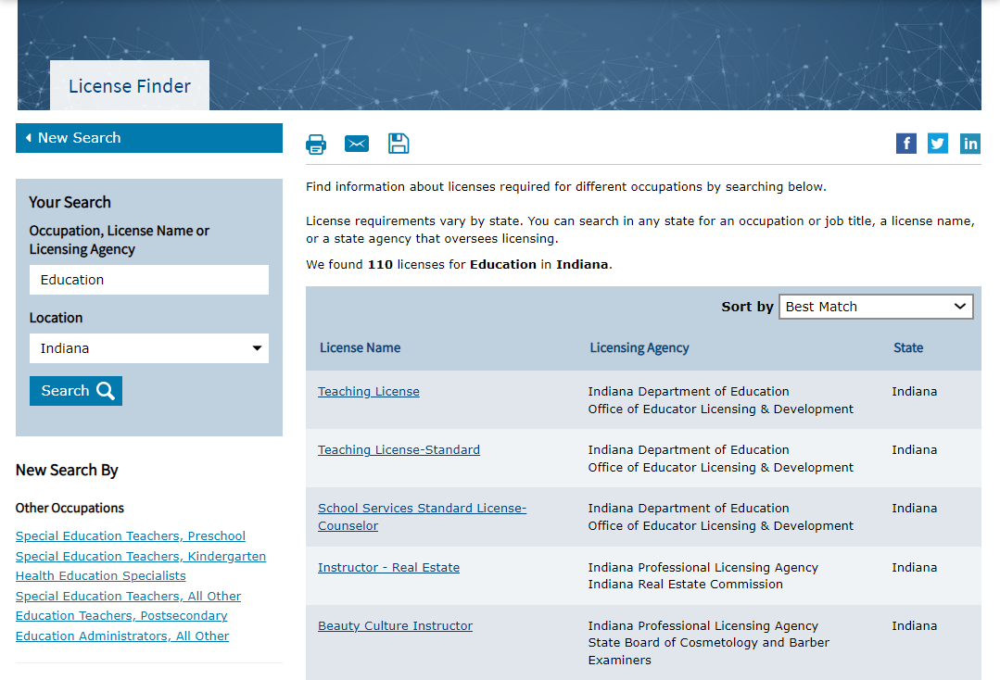 License Finder
New Search
Your Search
Occupation, License Name or
Licensing Agency
Education
Location
Indiana
Search
New Search By
Other Occupations
Special Education Teachers, Preschool
Special Education Teachers, Kindergarten
Health Education Specialists
Special Education Teachers, All Other
Education Teachers, Postsecondary
Education Administrators, All Other
f
in
Find information about licenses required for different occupations by searching below.
License requirements vary by state. You can search in any state for an occupation or job title, a license name,
or a state agency that oversees licensing.
We found 110 licenses for Education in Indiana.
Sort by Best Match
License Name Licensing Agency State
Teaching License Indiana Department of Education Indiana
Office of Educator Licensing & Development
Teaching License-Standard Indiana Department of Education Indiana
Office of Educator Licensing & Development
School Services Standard License- Indiana Department of Education Indiana
Counselor Office of Educator Licensing & Development
Instructor - Real Estate Indiana Professional Licensing Agency Indiana
Indiana Real Estate Commission
Beauty Culture Instructor Indiana Professional Licensing Agency Indiana
State Board of Cosmetology and Barber
Examiners